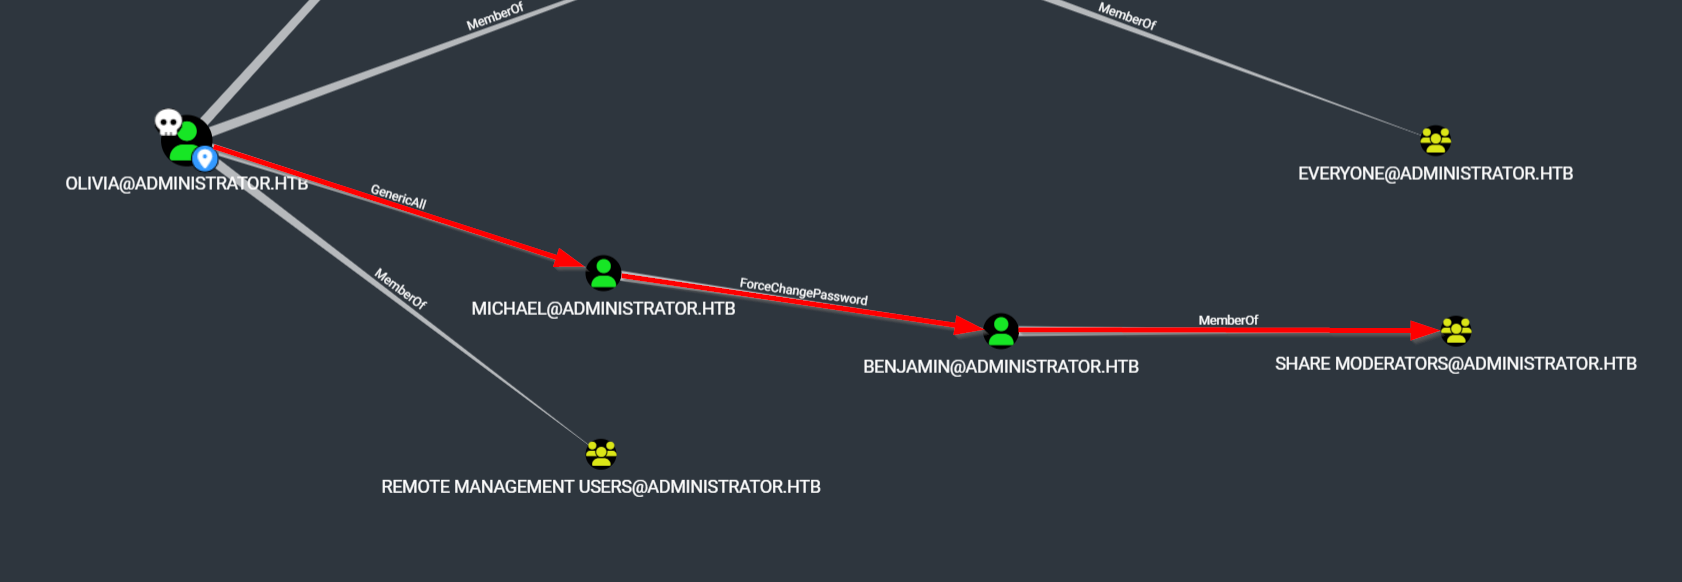 MemberOf
MemberOf
EVERYONE@ADMINISTRATOR.HTB
OLIVIA@ADMINISTRATOR.HTB
GenericAll
MemberOf
ForceChangePassword
MICHAEL@ADMINISTRATOR.HTB
MemberOf
BENJAMIN@ADMINISTRATOR.HTB
SHARE MODERATORS@ADMINISTRATOR.HTB
REMOTE MANAGEMENT USERS@ADMINISTRATOR.HTB